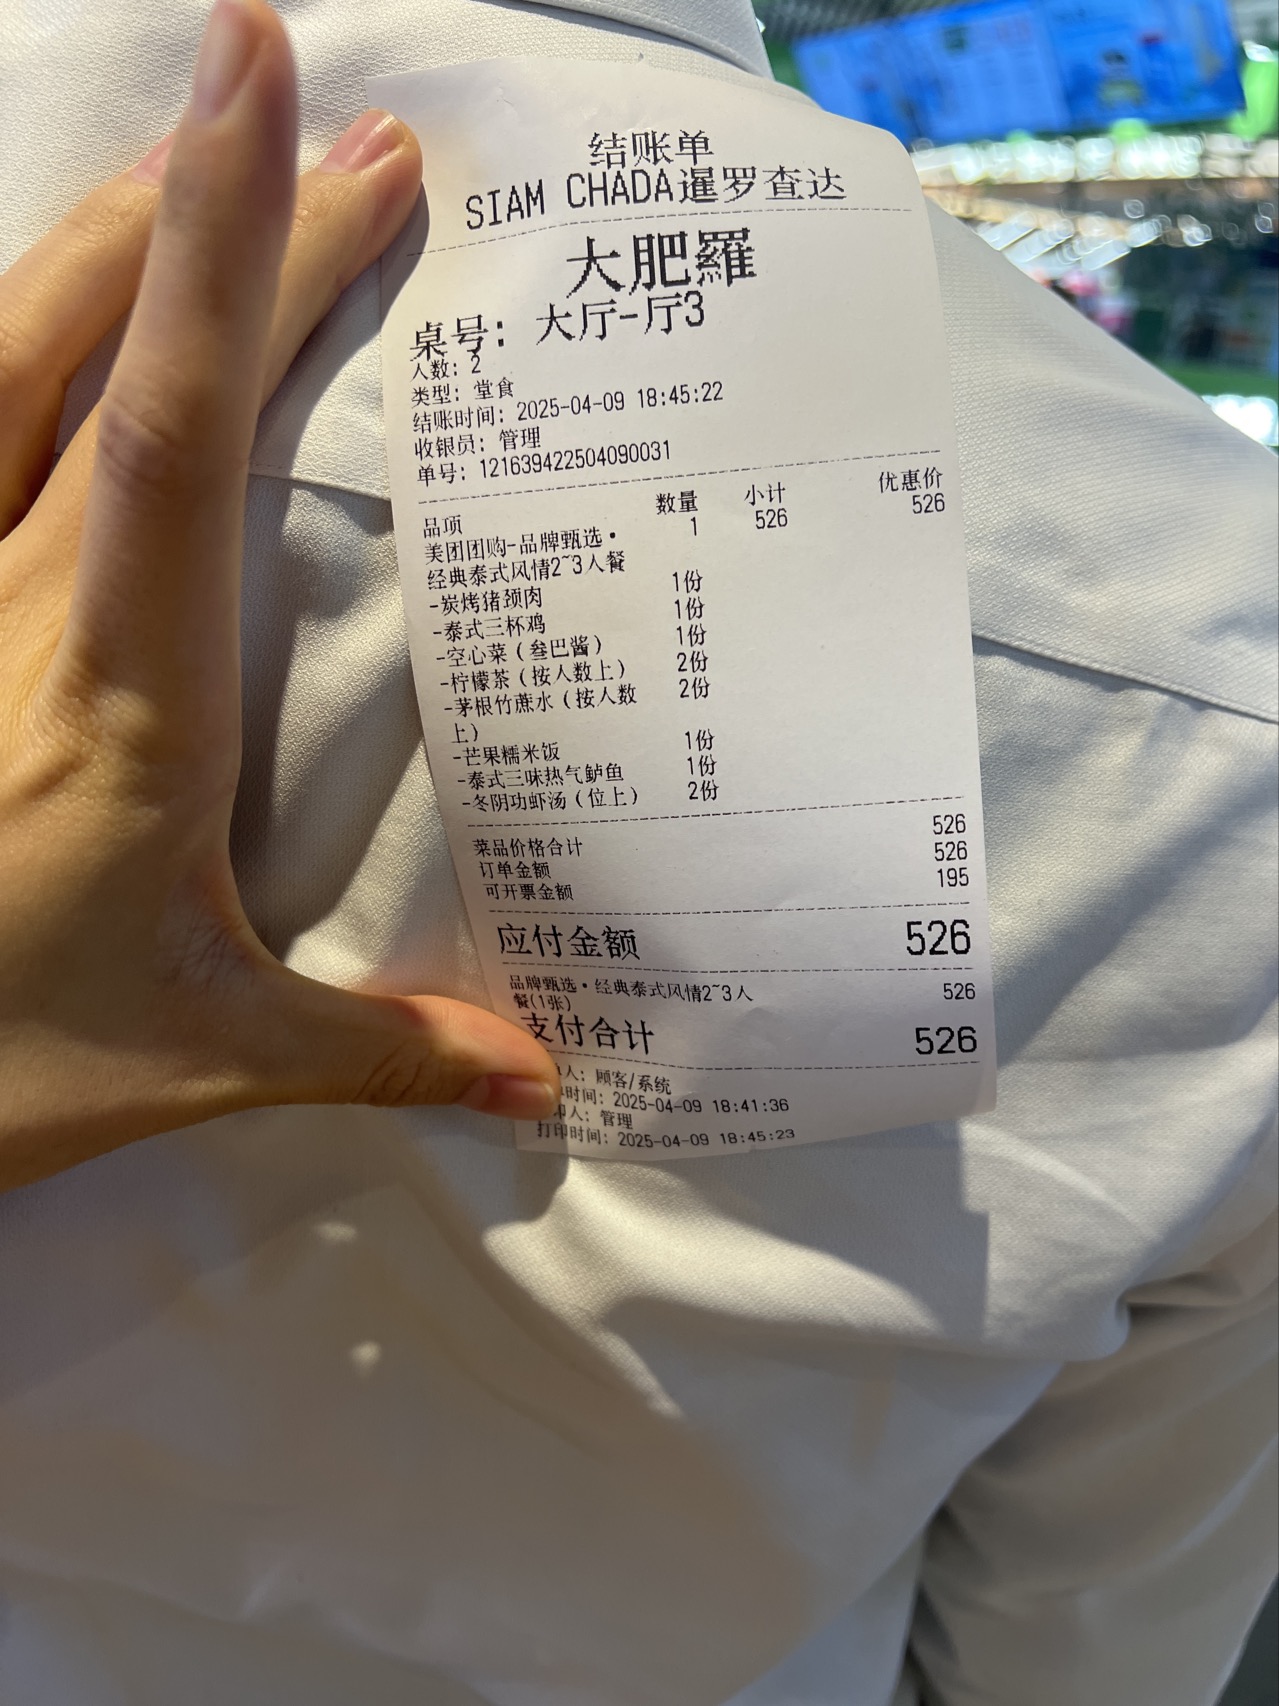 结账单
SIAM CHADA暹罗查达
大肥羅
桌号: 大厅-厅3
人数: 2
类型: 堂食
结账时间: 2025-04-09 18:45:22
收银员: 管理
单号: 121639422504090031
品项 数量 小计 优惠价
美团团购-品牌甄选· 1 526 526
经典泰式风情2~3人餐
-炭烤猪颈肉 1份
-泰式三杯鸡 1份
-空心菜（叁巴酱） 1份
-柠檬茶（按人数上） 2份
-茅根竹蔗水（按人数 2份
上）
-芒果糯米饭 1份
-泰式三味热气鲈鱼 1份
-冬阴功虾汤（位上） 2份
菜品价格合计 526
订单金额 526
可开票金额 195
应付金额 526
品牌甄选·经典泰式风情2~3人 526
餐(1张)
支付合计 526
人: 顾客/系统
时间: 2025-04-09 18:41:36
印人: 管理
打印时间: 2025-04-09 18:45:23